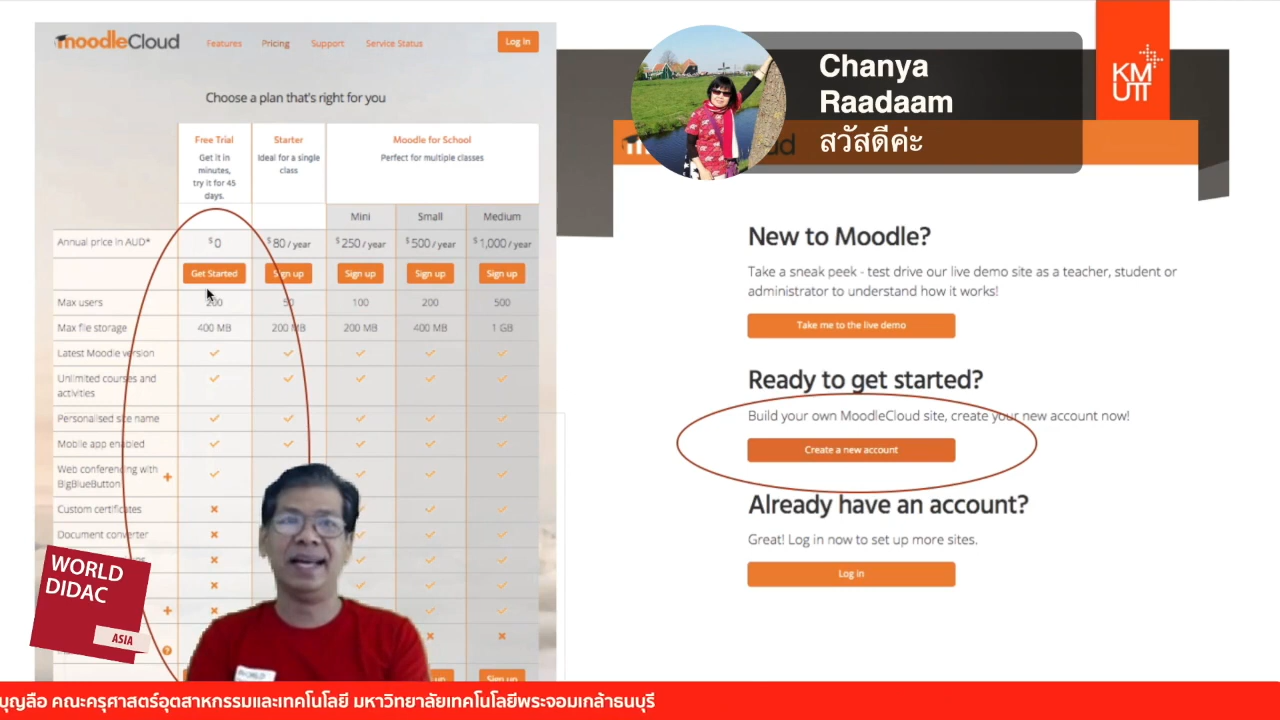 moodleCloud
Features Pricing Support Service Status Log in
Choose a plan that's right for you
Free Trial Starter Moodle for School
Get it in minutes, try it for 45 days.
Ideal for a single class
Perfect for multiple classes
Mini Small Medium
Annual price in AUD* $0 $80 / year $250 / year $500 / year $1,000 / year
Get Started Sign up Sign up Sign up Sign up
Max users 200 50 100 200 500
Max file storage 400 MB 200 MB 200 MB 400 MB 1 GB
Latest Moodle version
Unlimited courses and
activities
Personalised site name
Mobile app enabled
Web conferencing with
BigBlueButton
Custom certificates
Document converter
Sign up
WORLD
DIDAC
ASIA
Chanya
Raadaam
สวัสดีค่ะ
KM
UTT
New to Moodle?
Take a sneak peek - test drive our live demo site as a teacher, student or
administrator to understand how it works!
Take me to the live demo
Ready to get started?
Build your own MoodleCloud site, create your new account now!
Create a new account
Already have an account?
Great! Log in now to set up more sites.
Log in
บุญลือ คณะครุศาสตร์อุตสาหกรรมและเทคโนโลยี มหาวิทยาลัยเทคโนโลยีพระจอมเกล้าธนบุรี